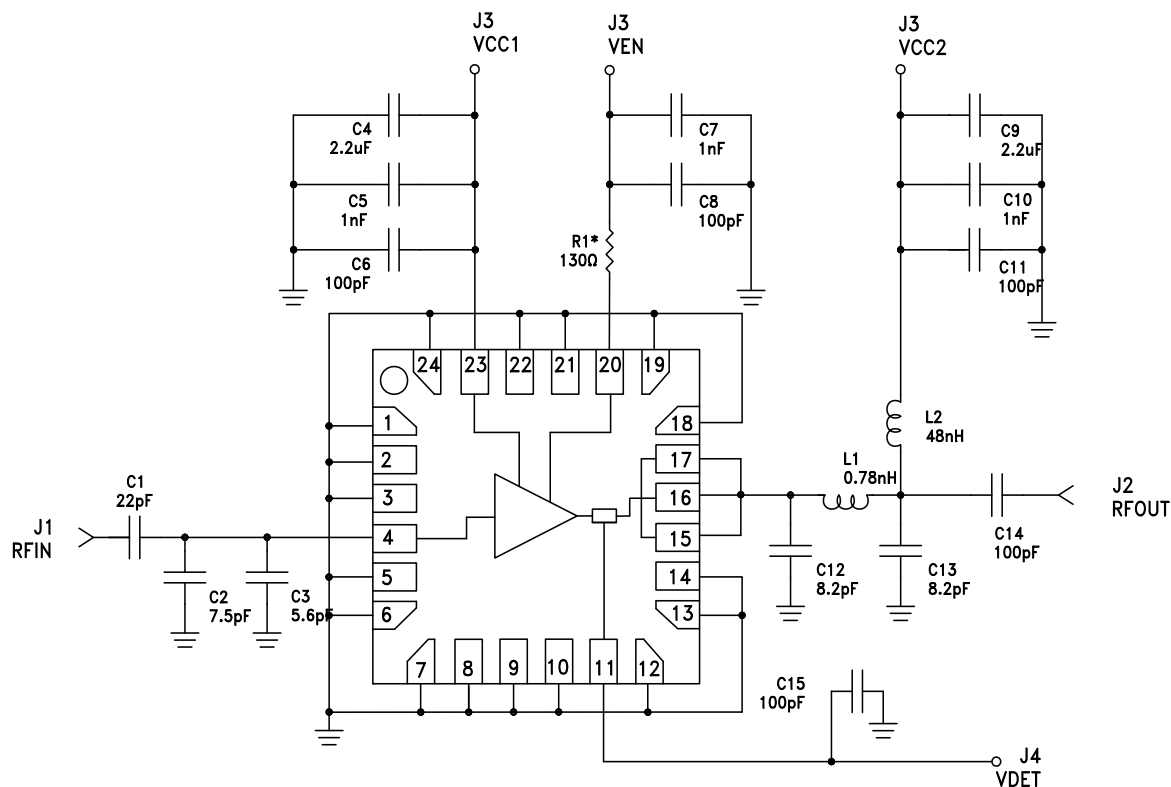 J3
VCC1
J3
VEN
J3
VCC2
C4
2.2uF
C5
1nF
C6
100pF
C7
1nF
C8
100pF
R1*
130Ω
C9
2.2uF
C10
1nF
C11
100pF
24
23
22
21
20
19
1
2
3
4
5
6
18
17
16
15
14
13
7
8
9
10
11
12
C1
22pF
J1
RFIN
C2
7.5pF
C3
5.6pF
L2
48nH
L1
0.78nH
J2
RFOUT
C14
100pF
C12
8.2pF
C13
8.2pF
C15
100pF
J4
VDET